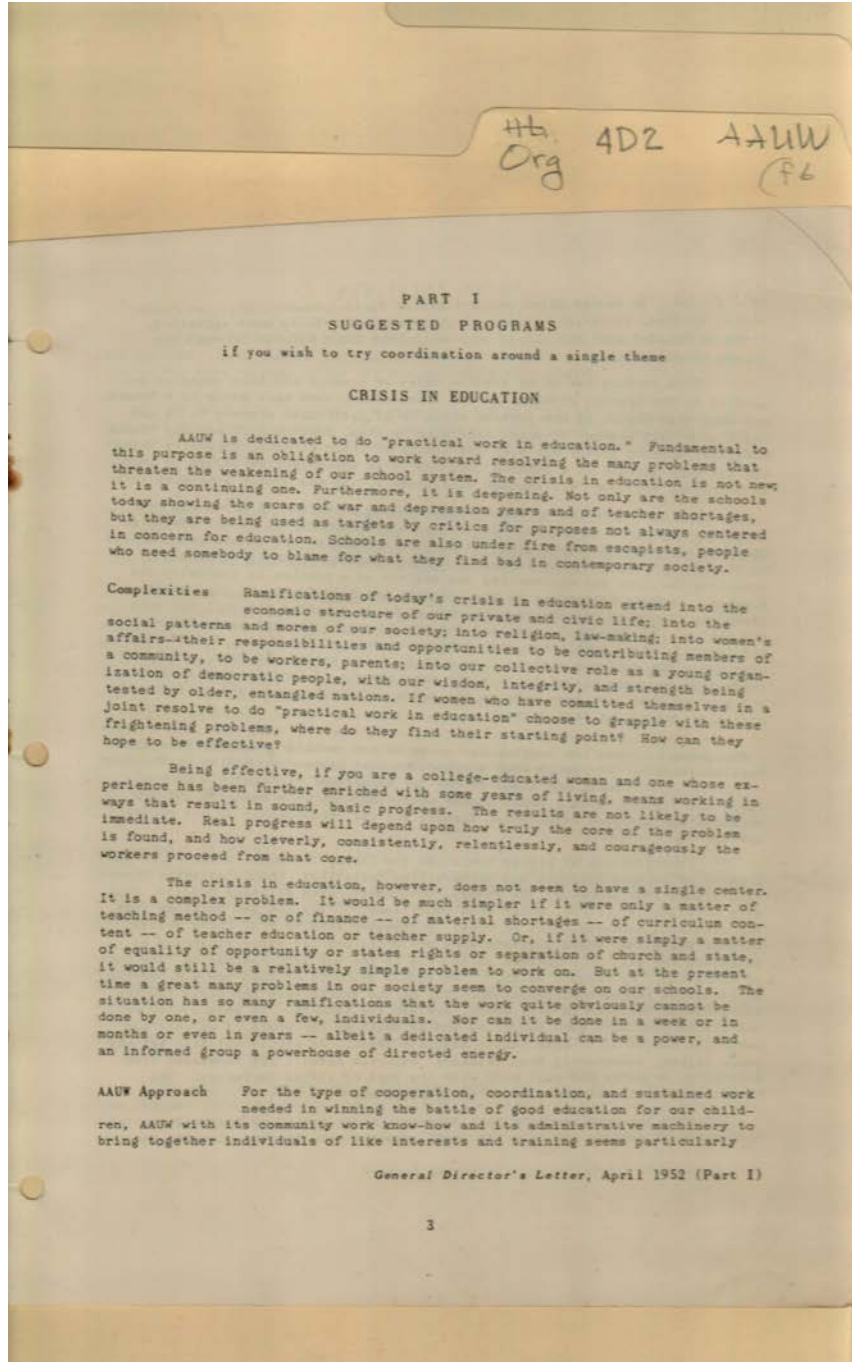 Hb. 4D2 AAUW
Org (f6
PART I
SUGGESTED PROGRAMS
if you wish to try coordination around a single theme
CRISIS IN EDUCATION
AAUW is dedicated to do "practical work in education." Fundamental to
this purpose is an obligation to work toward resolving the many problems that
threaten the weakening of our school system. The crisis in education is not new;
it is a continuing one. Furthermore, it is deepening. Not only are the schools
today showing the scars of war and depression years and of teacher shortages,
but they are being used as targets by critics for purposes not always centered
in concern for education. Schools are also under fire from escapists, people
who need somebody to blame for what they find bad in contemporary society.
Complexities Ramifications of today's crisis in education extend into the
economic structure of our private and civic life; into the
social patterns and mores of our society; into religion, law-making; into women's
affairs--their responsibilities and opportunities to be contributing members of
a community, to be workers, parents; into our collective role as a young organ-
ization of democratic people, with our wisdom, integrity, and strength being
tested by older, entangled nations. If women who have committed themselves in a
joint resolve to do "practical work in education" choose to grapple with these
frightening problems, where do they find their starting point? How can they
hope to be effective?
Being effective, if you are a college-educated woman and one whose ex-
perience has been further enriched with some years of living, means working in
ways that result in sound, basic progress. The results are not likely to be
immediate. Real progress will depend upon how truly the core of the problem
is found, and how cleverly, consistently, relentlessly, and courageously the
workers proceed from that core.
The crisis in education, however, does not seem to have a single center.
It is a complex problem. It would be much simpler if it were only a matter of
teaching method -- or of finance -- of material shortages -- of curriculum con-
tent -- of teacher education or teacher supply. Or, if it were simply a matter
of equality of opportunity or states rights or separation of church and state,
it would still be a relatively simple problem to work on. But at the present
time a great many problems in our society seem to converge on our schools. The
situation has so many ramifications that the work quite obviously cannot be
done by one, or even a few, individuals. Nor can it be done in a week or in
months or even in years -- albeit a dedicated individual can be a power, and
an informed group a powerhouse of directed energy.
AAUW Approach For the type of cooperation, coordination, and sustained work
needed in winning the battle of good education for our child-
ren, AAUW with its community work know-how and its administrative machinery to
bring together individuals of like interests and training seems particularly
General Director's Letter, April 1952 (Part I)
3